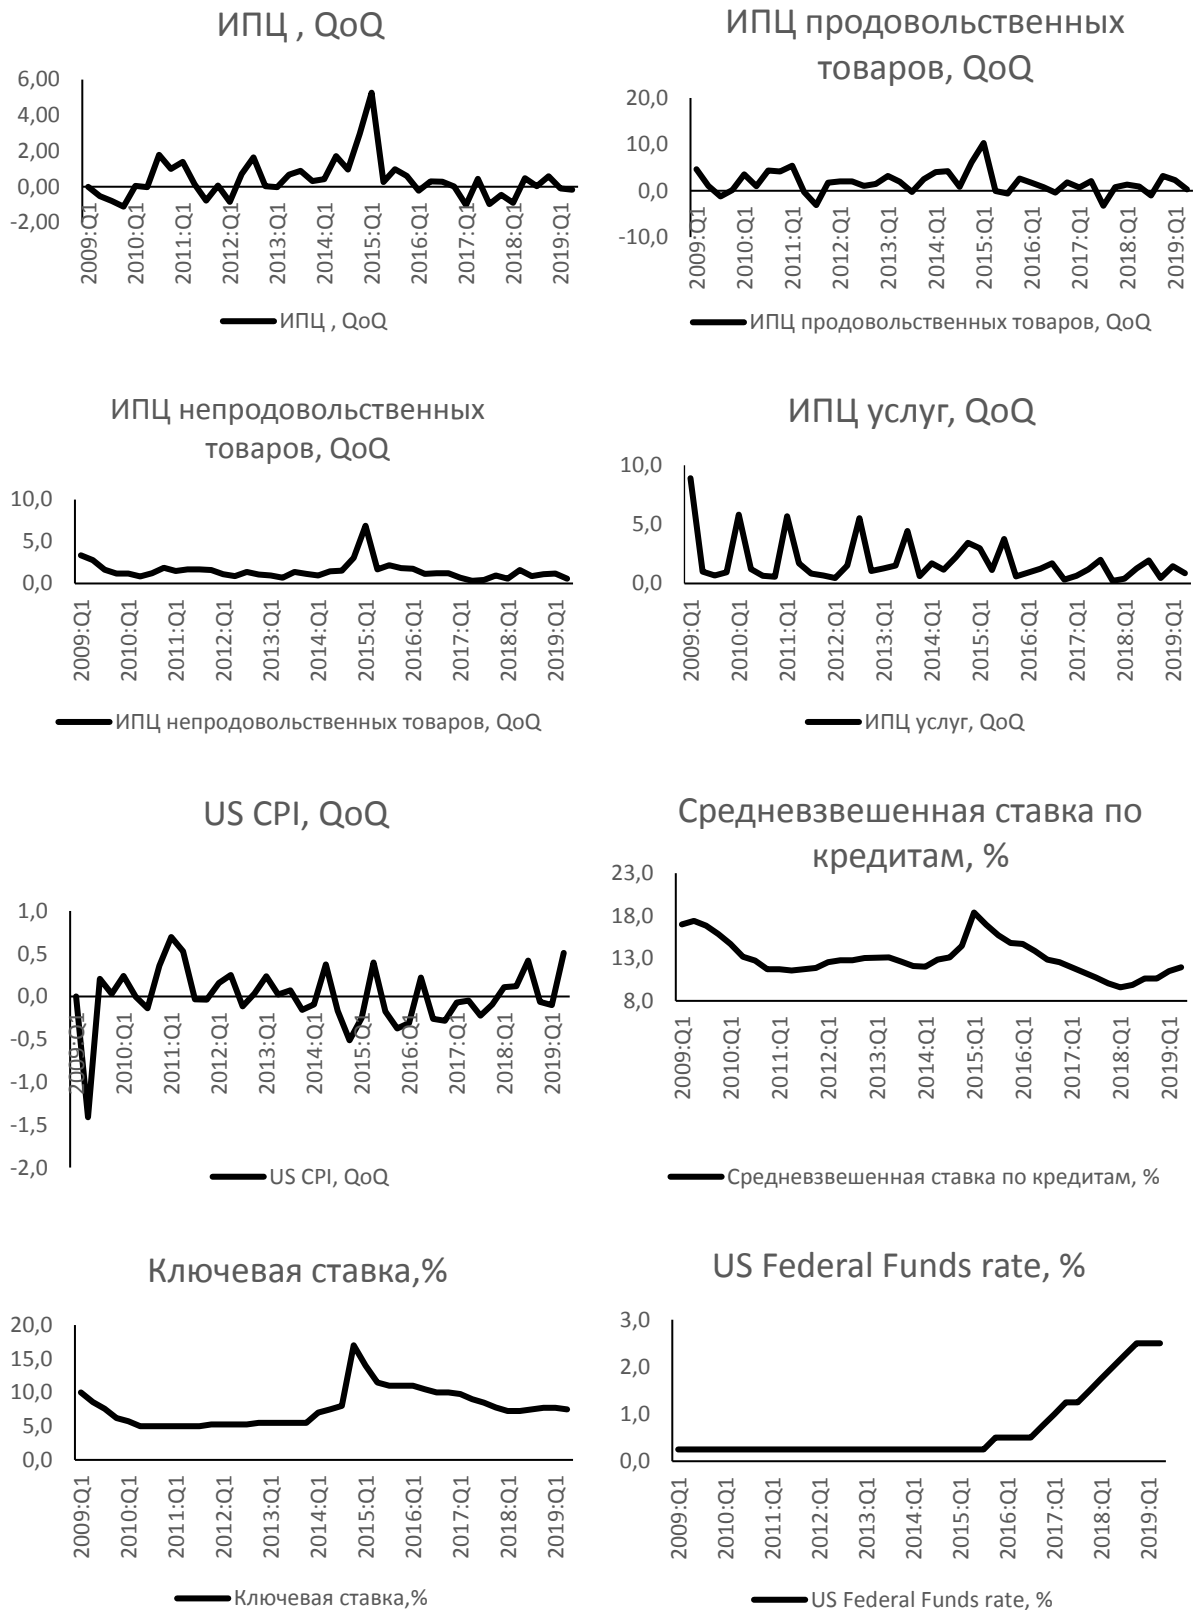 ИПЦ , QoQ
6,00
4,00
2,00
0,00
-2,00
2009:Q1
2010:Q1
2011:Q1
2012:Q1
2013:Q1
2014:Q1
2015:Q1
2016:Q1
2017:Q1
2018:Q1
2019:Q1
ИПЦ , QoQ
ИПЦ продовольственных
товаров, QoQ
20,0
10,0
0,0
-10,0
2009:Q1
2010:Q1
2011:Q1
2012:Q1
2013:Q1
2014:Q1
2015:Q1
2016:Q1
2017:Q1
2018:Q1
2019:Q1
ИПЦ продовольственных товаров, QoQ
ИПЦ непродовольственных
товаров, QoQ
10,0
5,0
0,0
2009:Q1
2010:Q1
2011:Q1
2012:Q1
2013:Q1
2014:Q1
2015:Q1
2016:Q1
2017:Q1
2018:Q1
2019:Q1
ИПЦ непродовольственных товаров, QoQ
ИПЦ услуг, QoQ
10,0
5,0
0,0
2009:Q1
2010:Q1
2011:Q1
2012:Q1
2013:Q1
2014:Q1
2015:Q1
2016:Q1
2017:Q1
2018:Q1
2019:Q1
ИПЦ услуг, QoQ
US CPI, QoQ
1,0
0,5
0,0
-0,5
-1,0
-1,5
-2,0
2009:Q1
2010:Q1
2011:Q1
2012:Q1
2013:Q1
2014:Q1
2015:Q1
2016:Q1
2017:Q1
2018:Q1
2019:Q1
US CPI, QoQ
Средневзвешенная ставка по
кредитам, %
23,0
18,0
13,0
8,0
2009:Q1
2010:Q1
2011:Q1
2012:Q1
2013:Q1
2014:Q1
2015:Q1
2016:Q1
2017:Q1
2018:Q1
2019:Q1
Средневзвешенная ставка по кредитам, %
Ключевая ставка,%
20,0
15,0
10,0
5,0
0,0
2009:Q1
2010:Q1
2011:Q1
2012:Q1
2013:Q1
2014:Q1
2015:Q1
2016:Q1
2017:Q1
2018:Q1
2019:Q1
Ключевая ставка,%
US Federal Funds rate, %
3,0
2,0
1,0
0,0
2009:Q1
2010:Q1
2011:Q1
2012:Q1
2013:Q1
2014:Q1
2015:Q1
2016:Q1
2017:Q1
2018:Q1
2019:Q1
US Federal Funds rate, %